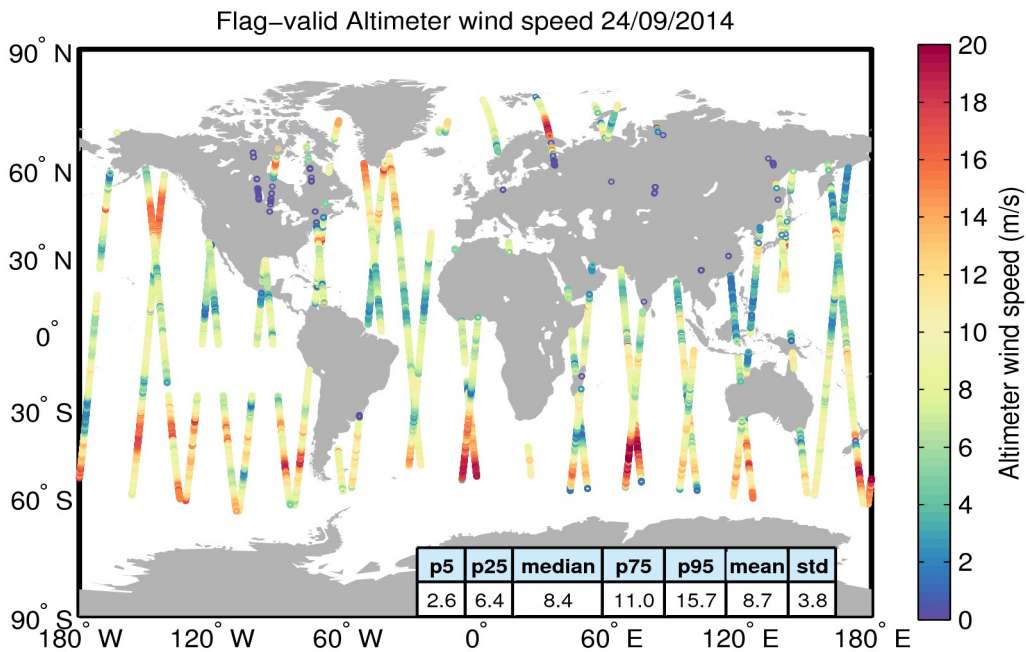 Flag−valid Altimeter wind speed 24/09/2014
90° N
60° N
30° N
0°
30° S
60° S
90° S
180° W
120° W
60° W
0°
60° E
120° E
180° E
p5 p25 median p75 p95 mean std
2.6 6.4 8.4 11.0 15.7 8.7 3.8
20
18
16
14
12
10
8
6
4
2
0
Altimeter wind speed (m/s)